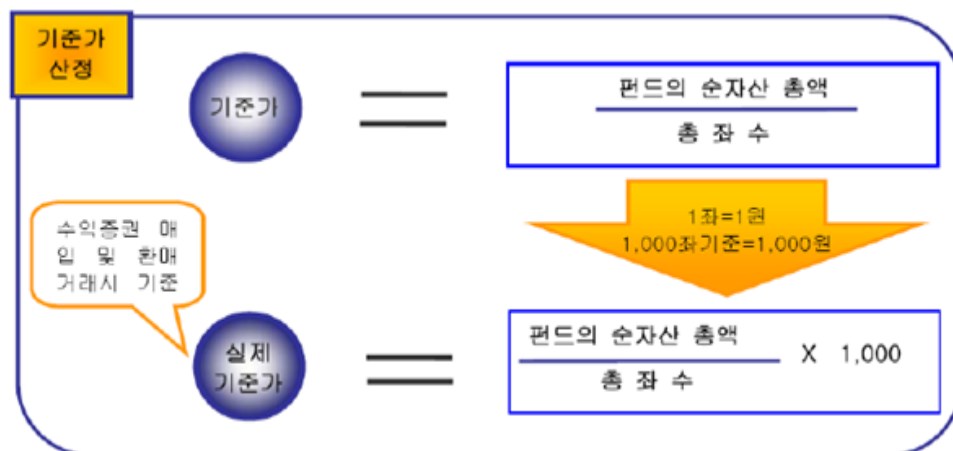 기준가
산정
기준가
펀드의 순자산 총액
총 좌 수
1좌=1원
1,000좌기준=1,000원
수익증권 매
입 및 환매
거래시 기준
실제
기준가
펀드의 순자산 총액
총 좌 수
X 1,000